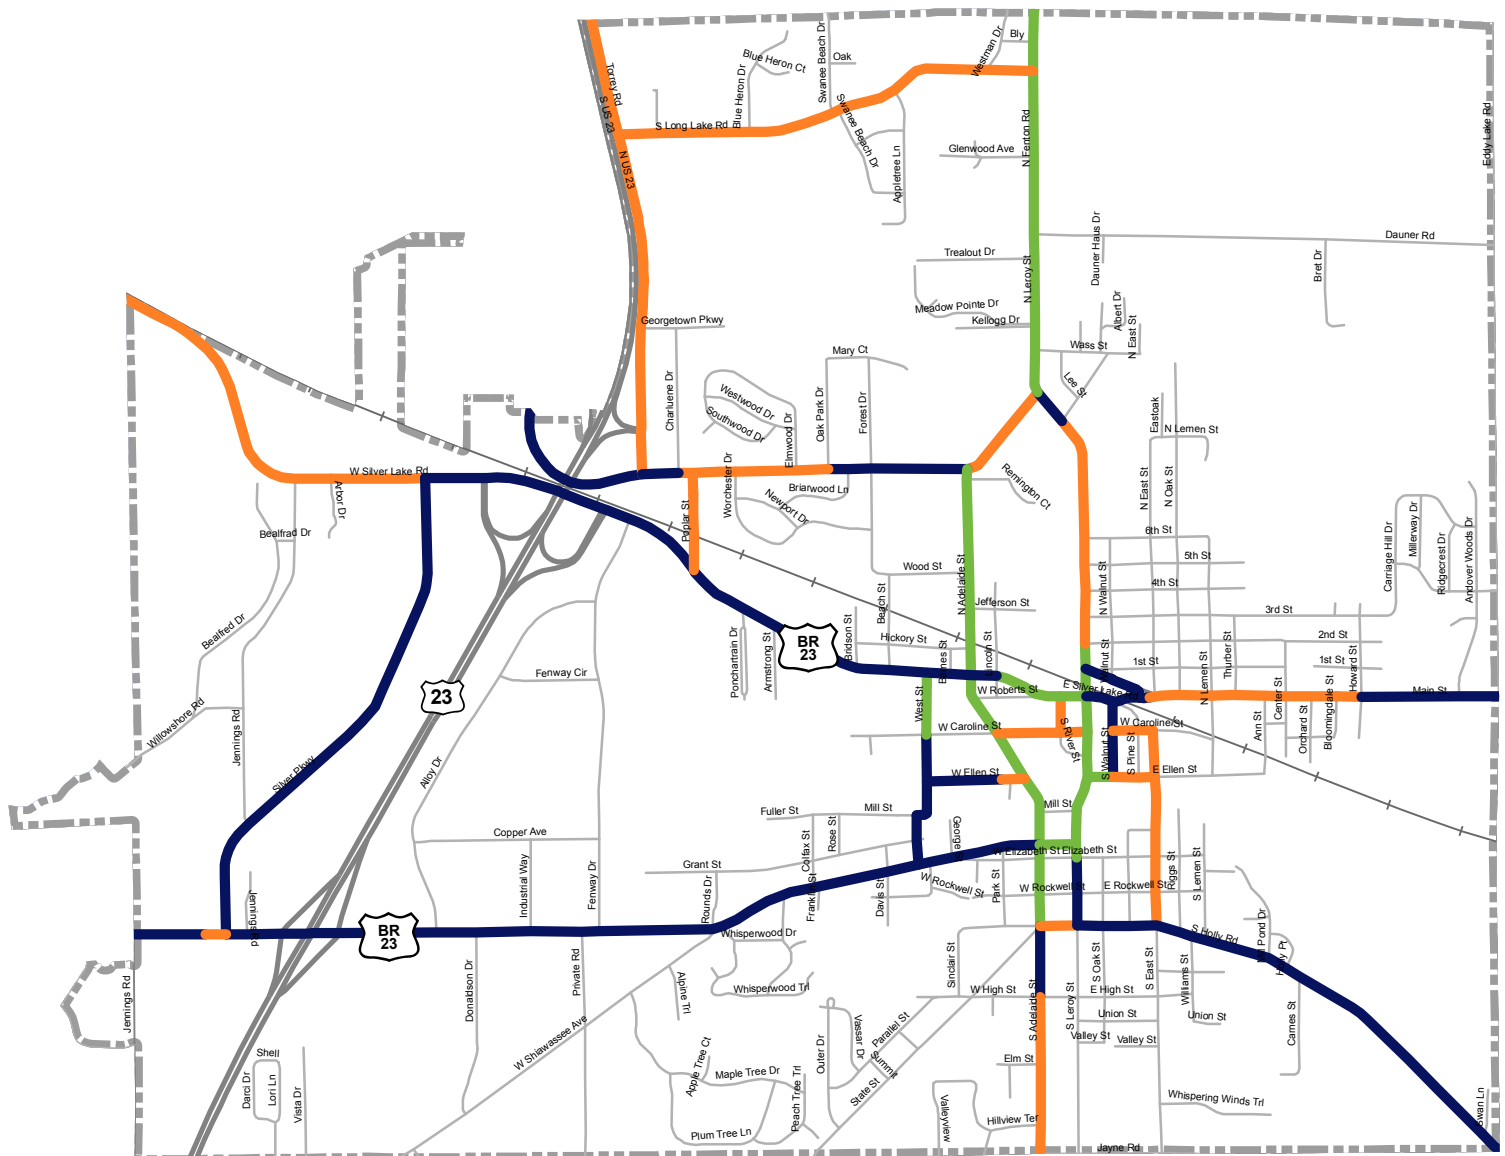 Bly
Westman Dr
Swanee Beach Dr
Oak
Blue Heron Ct
Blue Heron Dr
Torrey Rd
S US 23
N US 23
S Long Lake Rd
Swanee Beach Dr
Appletree Ln
Glenwood Ave
N Fenton Rd
Eddy Lake Rd
Dauner Rd
Dauner Haus Dr
Bret Dr
Trealout Dr
N Leroy St
Meadow Pointe Dr
Kellogg Dr
Albert Dr
N East St
Wass St
Lee St
Georgetown Pkwy
Charluene Dr
Mary Ct
Westwood Dr
Southwood Dr
Elmwood Dr
Oak Park Dr
Forest Dr
Eastoak
N Lemen St
N East St
N Oak St
W Silver Lake Rd
Arbor Dr
Bealfrad Dr
Worchester Dr
Briarwood Ln
Newport Dr
Poplar St
Remington Ct
6th St
5th St
4th St
3rd St
2nd St
1st St
1st St
Carriage Hill Dr
Millerway Dr
Ridgecrest Dr
Andover Woods Dr
Wood St
Beach St
N Adelaide St
Jefferson St
N Walnut St
Bealfred Dr
Ponchartrain Dr
Armstrong St
BR
23
Bridson St
Hickory St
Barnes St
Lincoln St
Walnut St
Thurber St
N Lemen St
Howard St
Fenway Cir
23
W Roberts St
E Silver Lake Rd
Main St
Center St
Ann St
Orchard St
Bloomingdale St
West St
W Caroline St
S River St
W Caroline St
S Walnut St
S Pine St
Willowshore Rd
Jennings Rd
Silver Pkwy
Alloy Dr
W Ellen St
E Ellen St
Fuller St
Mill St
Mill St
Copper Ave
Colfax St
Rose St
George St
W Elizabeth St
Elizabeth St
Grant St
Industrial Way
Fenway Dr
Rounds Dr
Franklin St
Davis St
W Rockwell St
Park St
W Rockwell St
E Rockwell St
Riggs St
S Lemen St
Jennings Rd
BR
23
Whisperwood Dr
Whisperwood Trl
Alpine Trl
Donaldson Dr
Private Rd
Sinclair St
S Oak St
S East St
S Holly Rd
Mill Pond Dr
Holly Pt
Williams St
W High St
E High St
Union St
Union St
Valley St
Valley St
Carnes St
S Adelaide St
S Leroy St
Jennings Rd
W Shiawassee Ave
Vassar Dr
Parallel St
Summit
State St
Outer Dr
Elm St
Shell
Darci Dr
Lori Ln
Vista Dr
Apple Tree Ct
Maple Tree Dr
Peach Tree Trl
Plum Tree Ln
Valleyview
Hillview Ter
Whispering Winds Trl
Swan Ln
Jayne Rd